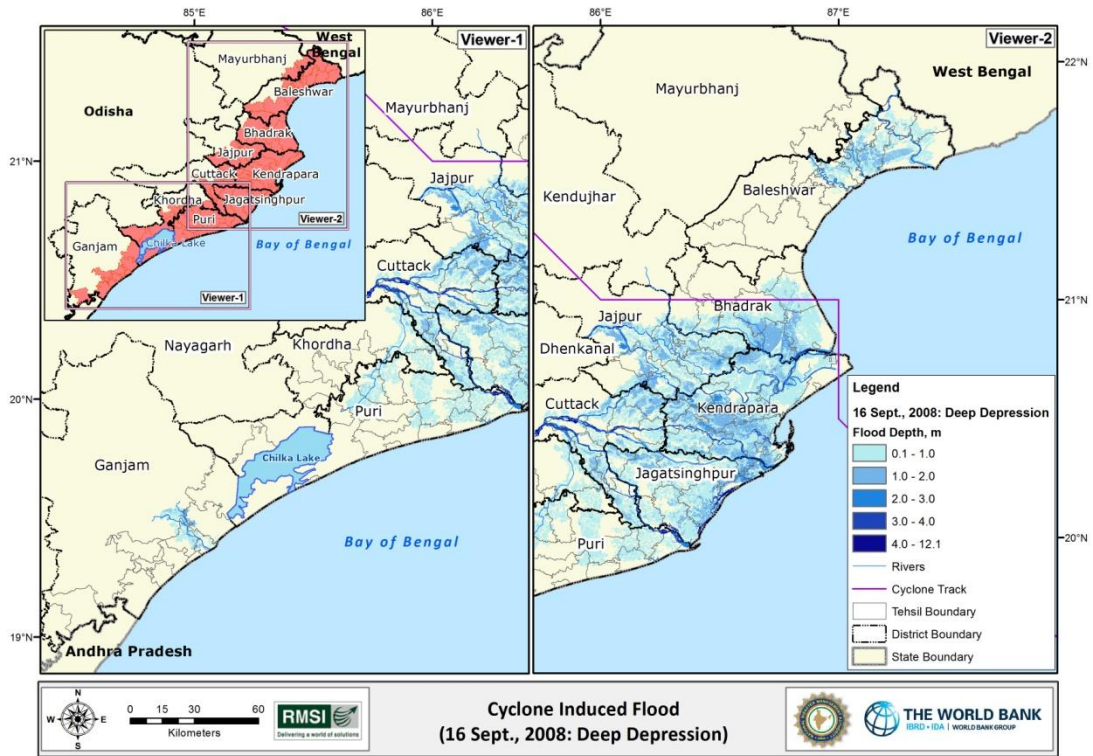 85°E
86°E
86°E
87°E
Viewer-1
Viewer-2
22°N
21°N
20°N
19°N
21°N
20°N
West
Bengal
Mayurbhanj
Baleshwar
Odisha
Bhadrak
Jajpur
Cuttack
Kendrapara
Jagatsinghpur
Khordha
Puri
Viewer-2
Ganjam
Chilka Lake
Bay of Bengal
Viewer-1
Mayurbhanj
Jajpur
Cuttack
Nayagarh
Khordha
Puri
Ganjam
Chilka Lake
Bay of Bengal
Andhra Pradesh
West Bengal
Mayurbhanj
Kendujhar
Baleshwar
Bay of Bengal
Bhadrak
Jajpur
Dhenkanal
Cuttack
Kendrapara
Jagatsinghpur
Puri
Legend
16 Sept., 2008: Deep Depression
Flood Depth, m
0.1 - 1.0
1.0 - 2.0
2.0 - 3.0
3.0 - 4.0
4.0 - 12.1
Rivers
Cyclone Track
Tehsil Boundary
District Boundary
State Boundary
N
W
E
S
0 15 30 60
Kilometers
RMSI
Delivering a world of solutions
Cyclone Induced Flood
(16 Sept., 2008: Deep Depression)
THE WORLD BANK
IBRD • IDA | WORLD BANK GROUP